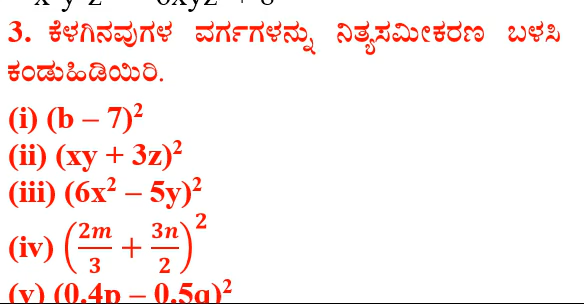 3. ಕೆಳಗಿನವುಗಳ ವರ್ಗಗಳನ್ನು ನಿತ್ಯಸಮೀಕರಣ ಬಳಸಿ
ಕಂಡುಹಿಡಿಯಿರಿ.
(i) (b – 7)²
(ii) (xy + 3z)²
(iii) (6x² – 5y)²
(iv) (2m/3 + 3n/2)²
(v) (0.4p – 0.5q)²